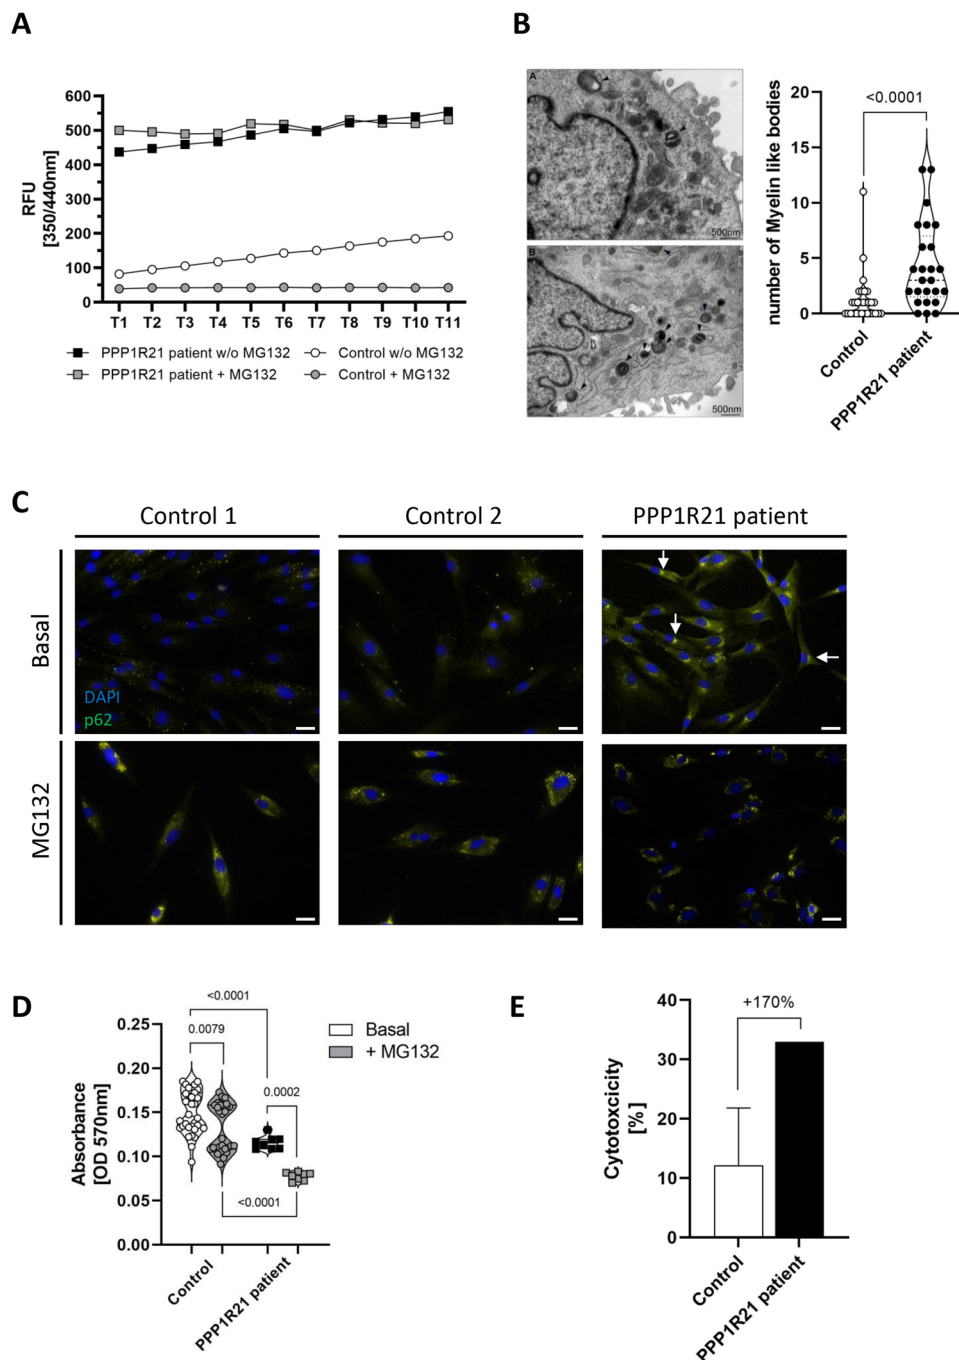 A
600
500
400
300
200
100
0
RFU
[350/440nm]
T1 T2 T3 T4 T5 T6 T7 T8 T9 T10 T11
PPP1R21 patient w/o MG132
Control w/o MG132
PPP1R21 patient + MG132
Control + MG132
B
A
500nm
B
500nm
number of Myelin like bodies
20
15
10
5
0
<0.0001
Control
PPP1R21 patient
C
Control 1
Control 2
PPP1R21 patient
Basal
DAPI
p62
MG132
D
Absorbance
[OD 570nm]
0.25
0.20
0.15
0.10
0.05
0.00
<0.0001
0.0079
0.0002
<0.0001
Basal
+ MG132
Control
PPP1R21 patient
E
Cytotoxcicity
[%]
40
30
20
10
0
+170%
Control
PPP1R21 patient